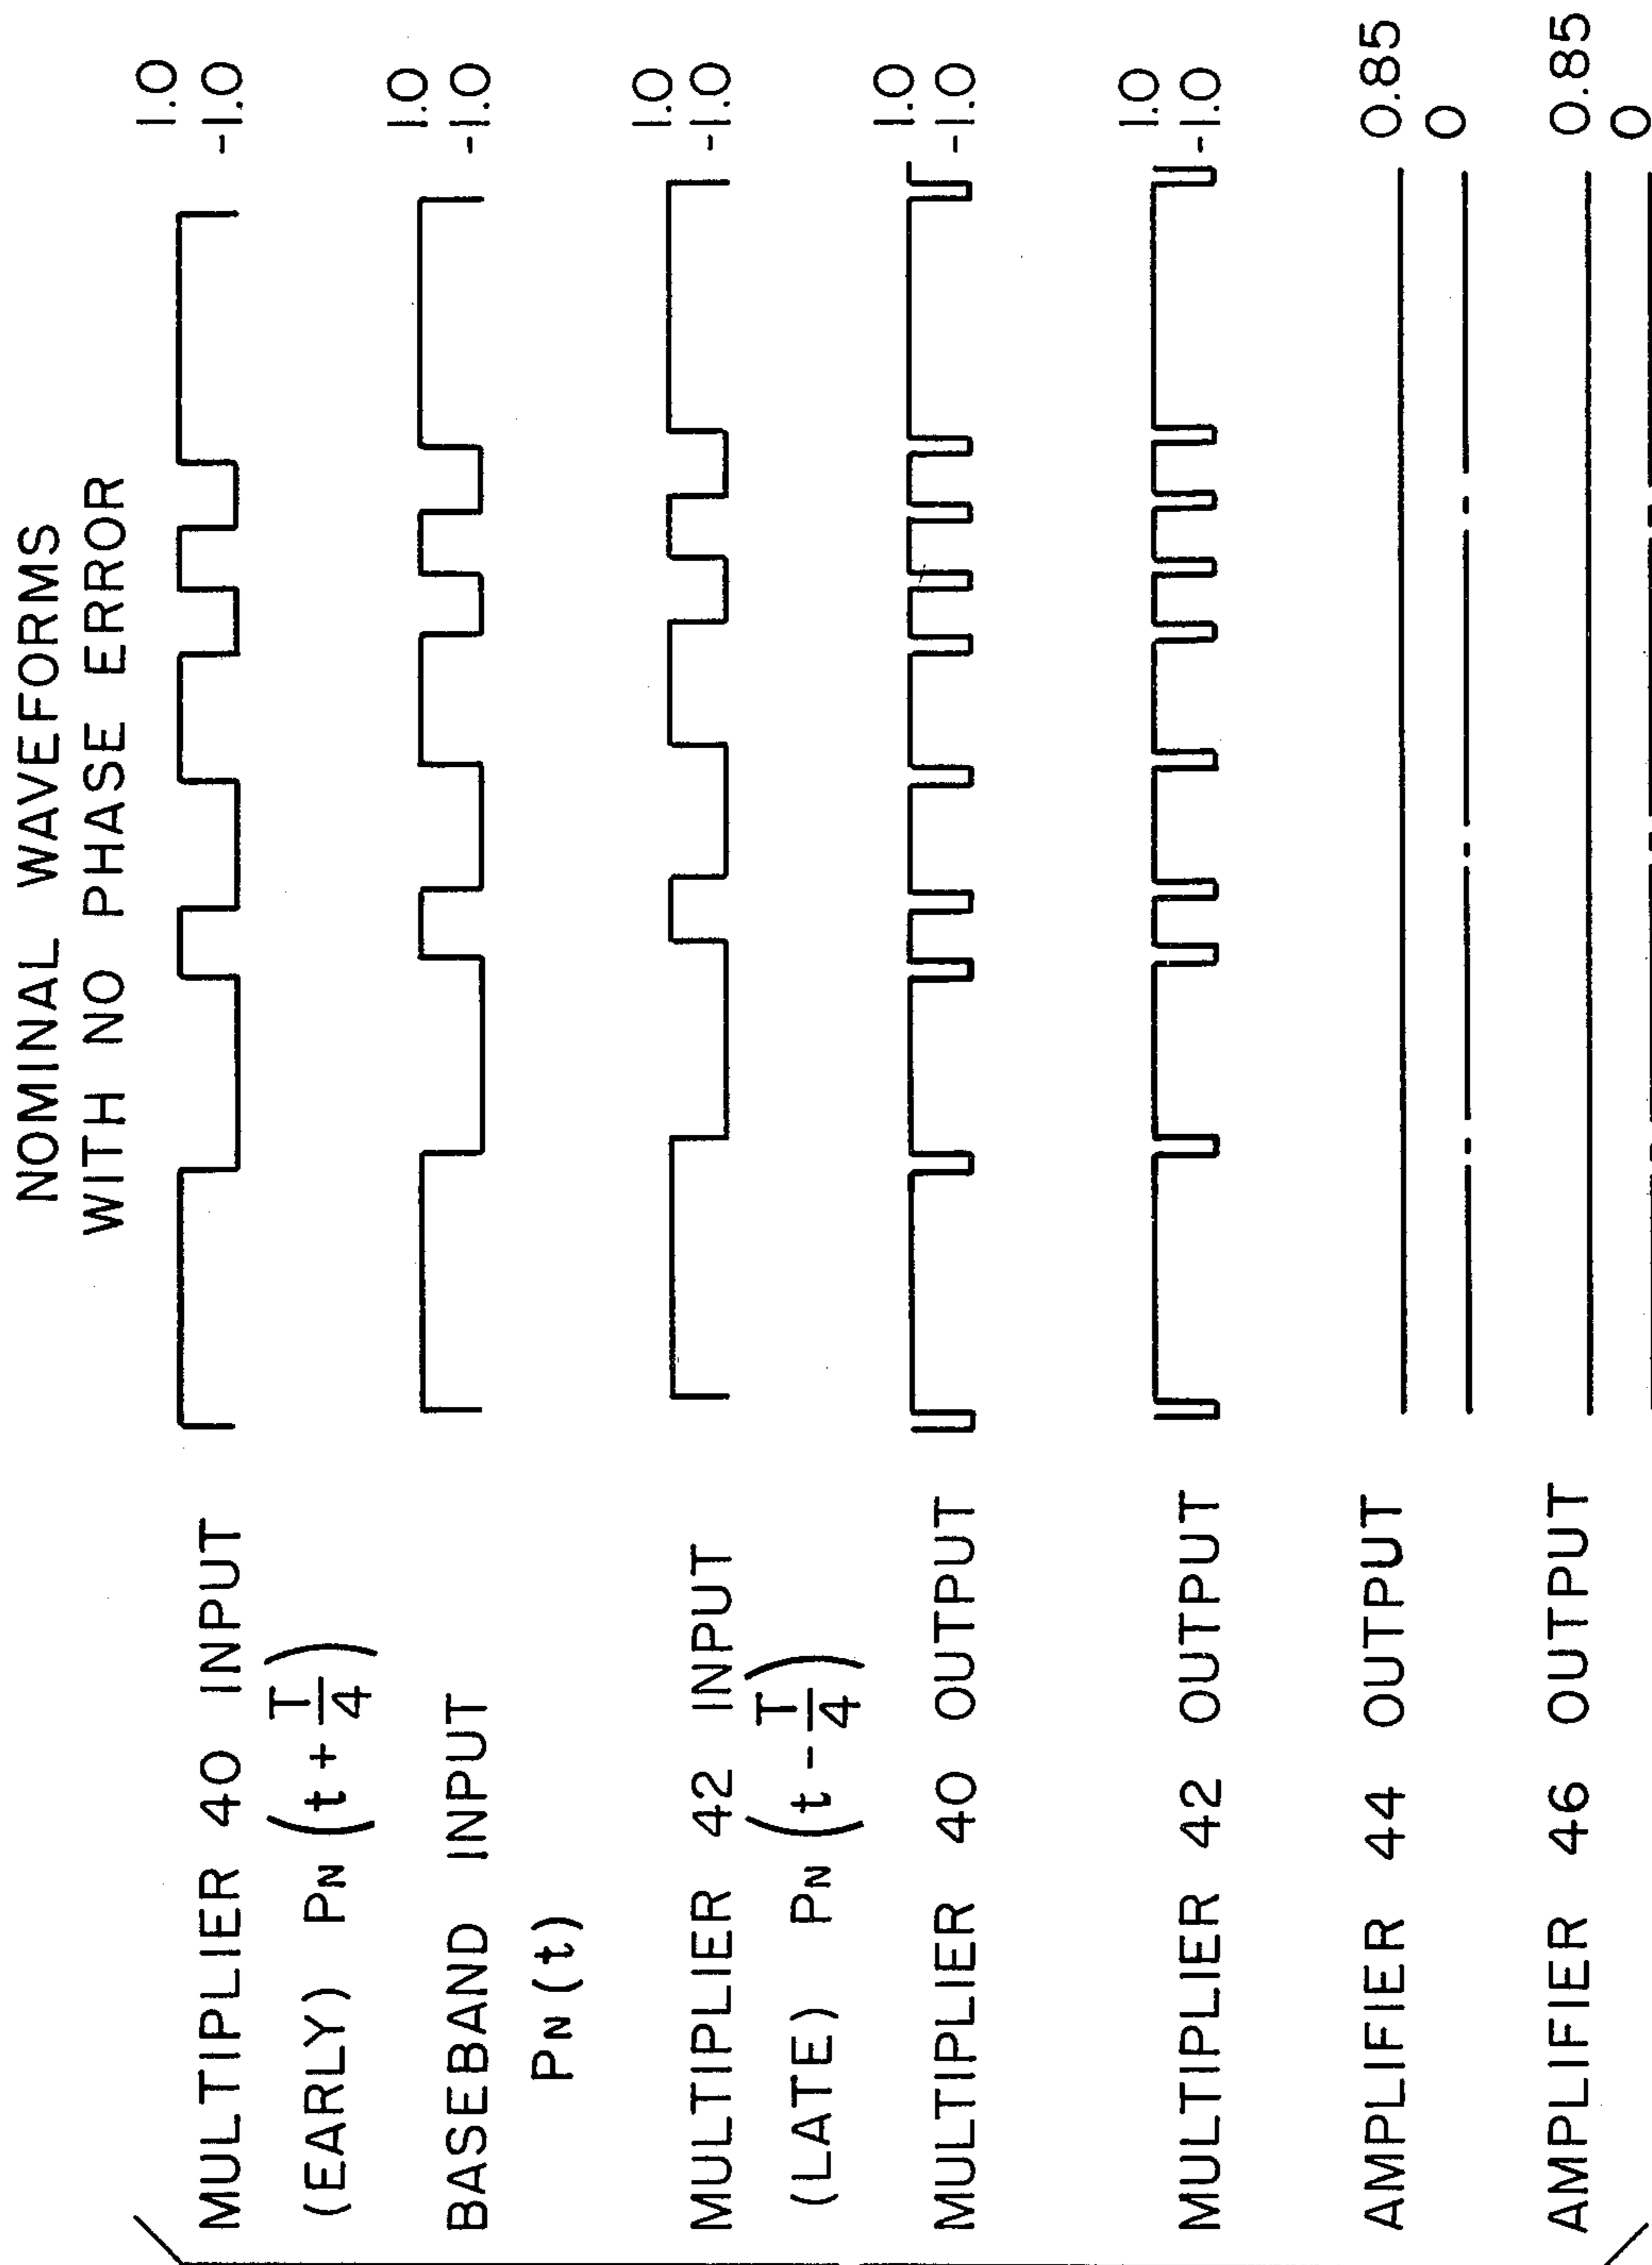 NOMINAL WAVEFORMS
WITH NO PHASE ERROR
MULTIPLIER 40 INPUT
(EARLY) PN (t + T/4)
1.0
-1.0
BASEBAND INPUT
PN (t)
1.0
-1.0
MULTIPLIER 42 INPUT
(LATE) PN (t - T/4)
1.0
-1.0
MULTIPLIER 40 OUTPUT
1.0
-1.0
MULTIPLIER 42 OUTPUT
1.0
-1.0
AMPLIFIER 44 OUTPUT
0.85
0
AMPLIFIER 46 OUTPUT
0.85
0